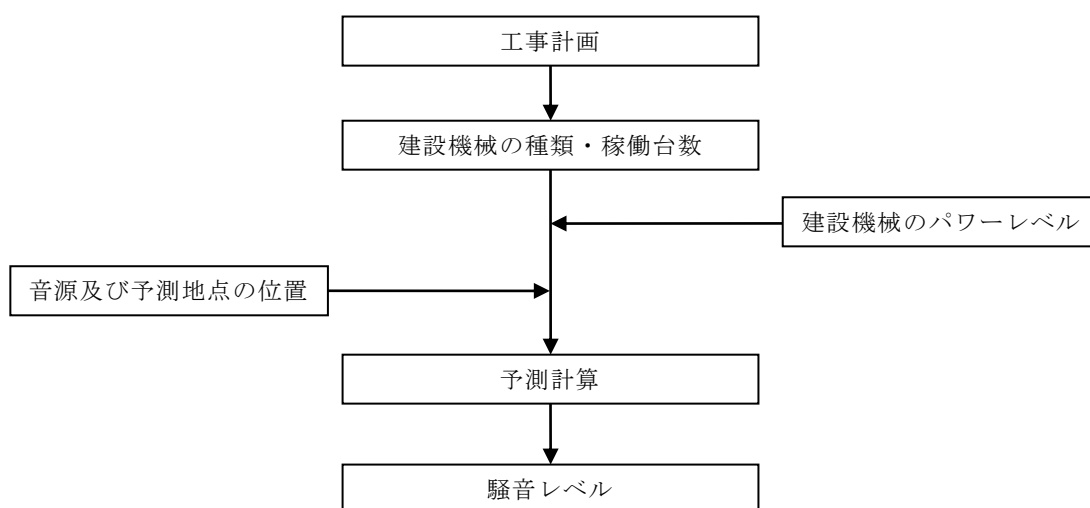 工事計画
建設機械の種類・稼働台数
建設機械のパワーレベル
音源及び予測地点の位置
予測計算
騒音レベル